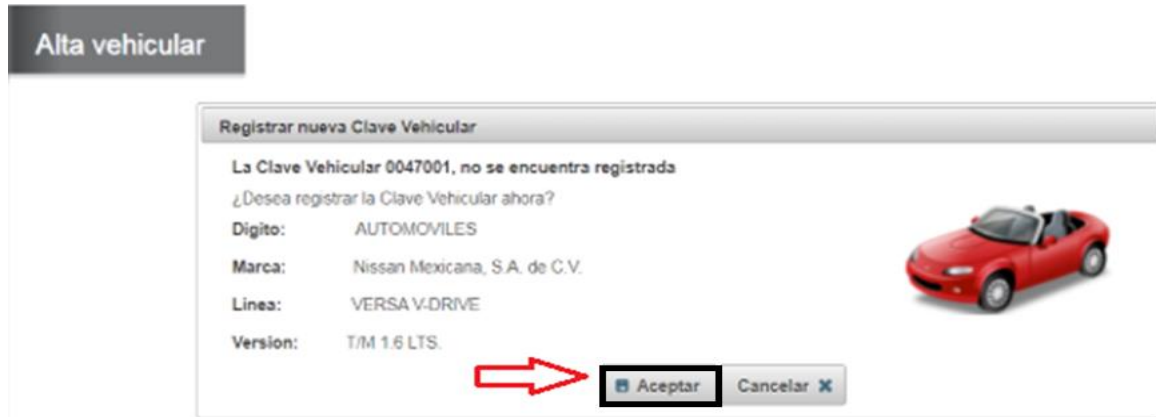 Alta vehicular
Registrar nueva Clave Vehicular
La Clave Vehicular 0047001, no se encuentra registrada
¿Desea registrar la Clave Vehicular ahora?
Digito: AUTOMOVILES
Marca: Nissan Mexicana, S.A. de C.V.
Linea: VERSA V-DRIVE
Version: T/M 1.6 LTS.
Aceptar Cancelar